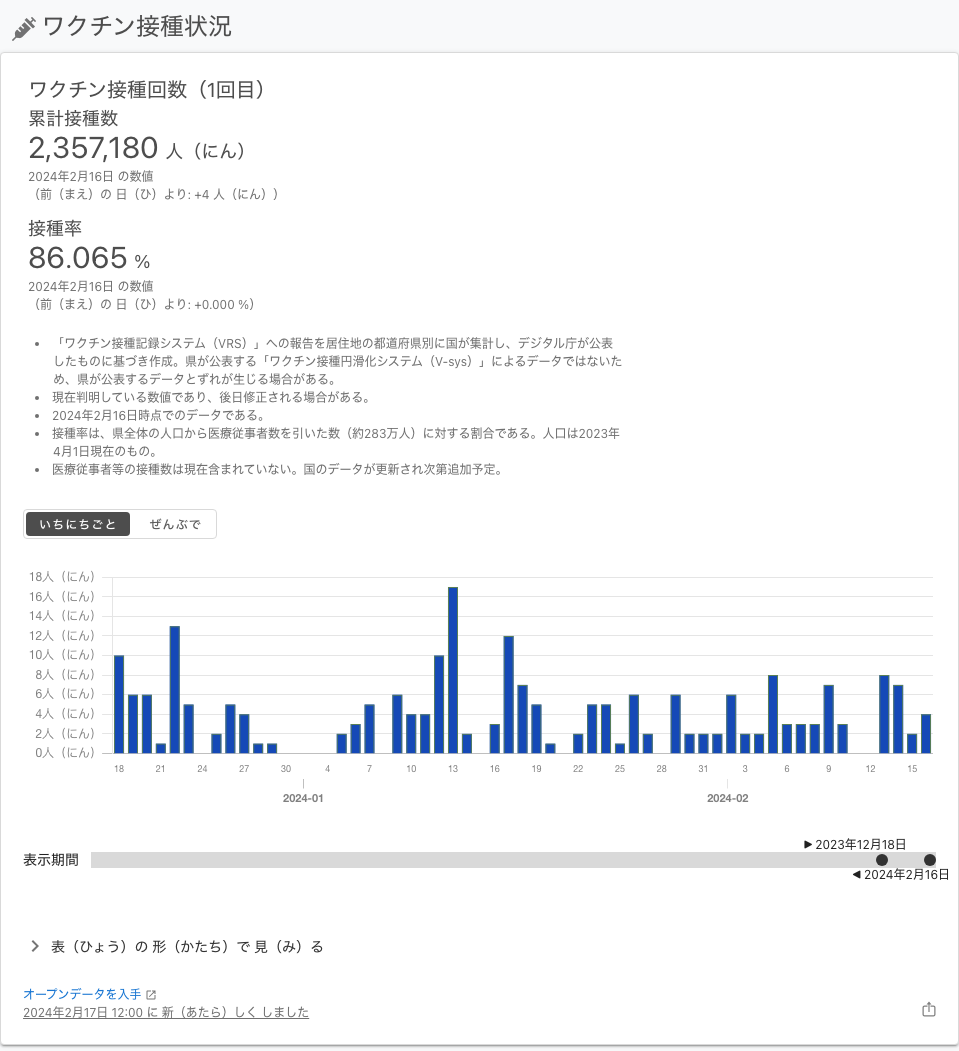 ワクチン接種状況
ワクチン接種回数（1回目）
累計接種数
2,357,180 人（にん）
2024年2月16日 の数値
（前（まえ）の 日（ひ）より: +4 人（にん））
接種率
86.065 %
2024年2月16日 の数値
（前（まえ）の 日（ひ）より: +0.000 %）
• 「ワクチン接種記録システム（VRS）」への報告を居住地の都道府県別に国が集計し、デジタル庁が公表
したものに基づき作成。県が公表する「ワクチン接種円滑化システム（V-sys）」によるデータではないた
め、県が公表するデータとずれが生じる場合がある。
• 現在判明している数値であり、後日修正される場合がある。
• 2024年2月16日時点でのデータである。
• 接種率は、県全体の人口から医療従事者数を引いた数（約283万人）に対する割合である。人口は2023年
4月1日現在のもの。
• 医療従事者等の接種数は現在含まれていない。国のデータが更新され次第追加予定。
いちにちごと ぜんぶで
18人（にん）
16人（にん）
14人（にん）
12人（にん）
10人（にん）
8人（にん）
6人（にん）
4人（にん）
2人（にん）
0人（にん）
18 21 24 27 30 4 7 10 13 16 19 22 25 28 31 3 6 9 12 15
2024-01 2024-02
▶ 2023年12月18日
表示期間
◀ 2024年2月16日
表（ひょう）の 形（かたち）で 見（み）る
オープンデータを入手
2024年2月17日 12:00 に 新（あたら）しく しました